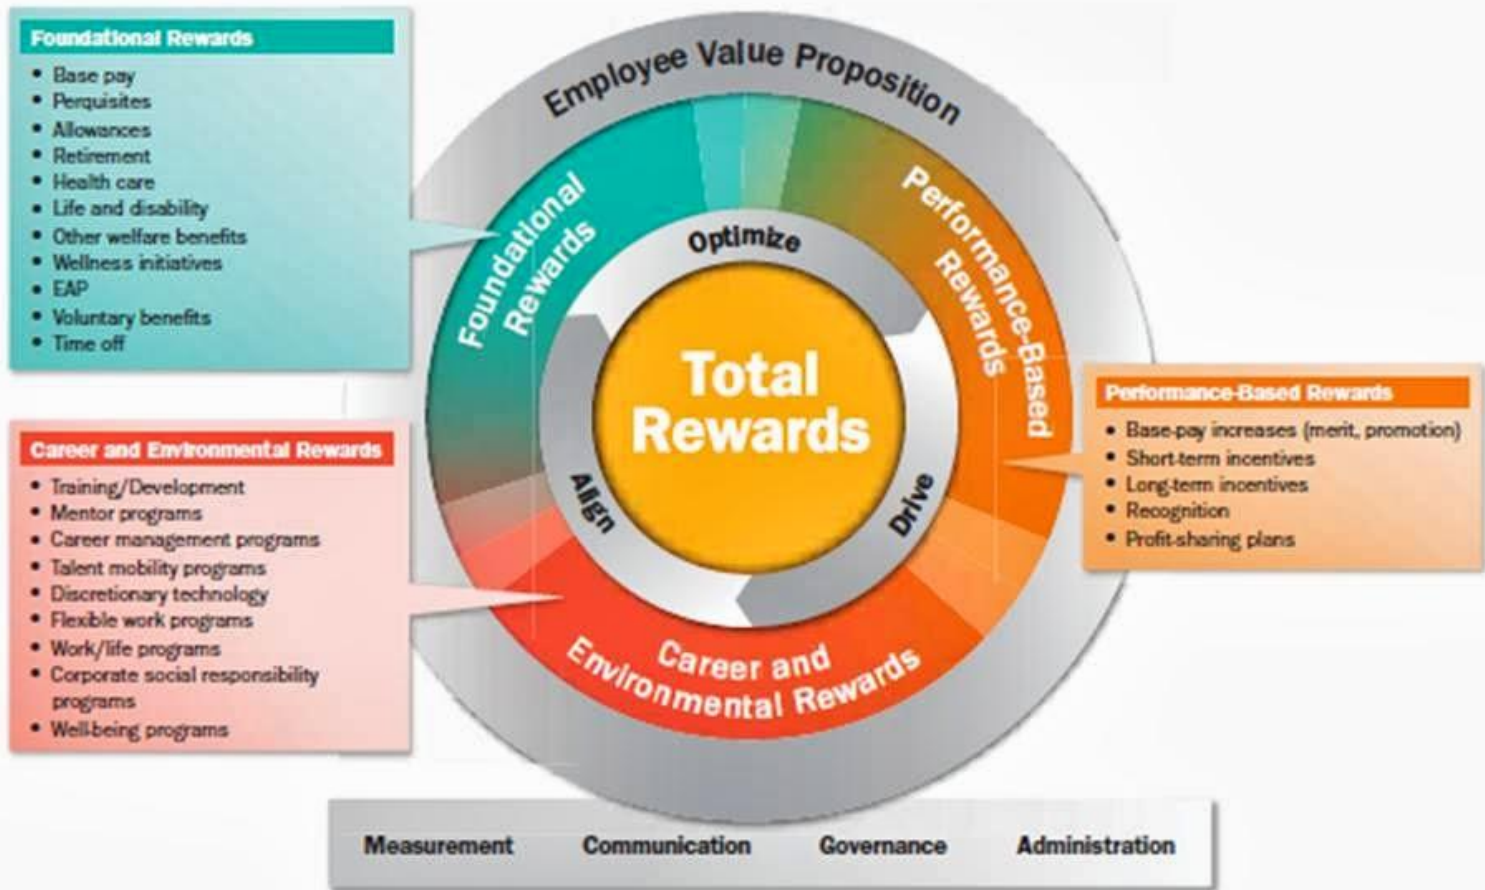 Foundational Rewards
• Base pay
• Perquisites
• Allowances
• Retirement
• Health care
• Life and disability
• Other welfare benefits
• Wellness initiatives
• EAP
• Voluntary benefits
• Time off
Career and Environmental Rewards
• Training/Development
• Mentor programs
• Career management programs
• Talent mobility programs
• Discretionary technology
• Flexible work programs
• Work/life programs
• Corporate social responsibility
programs
• Well-being programs
Employee Value Proposition
Foundational
Rewards
Performance-Based
Rewards
Career and
Environmental Rewards
Optimize
Drive
Align
Total
Rewards
Performance-Based Rewards
• Base-pay increases (merit, promotion)
• Short-term incentives
• Long-term incentives
• Recognition
• Profit-sharing plans
Measurement Communication Governance Administration